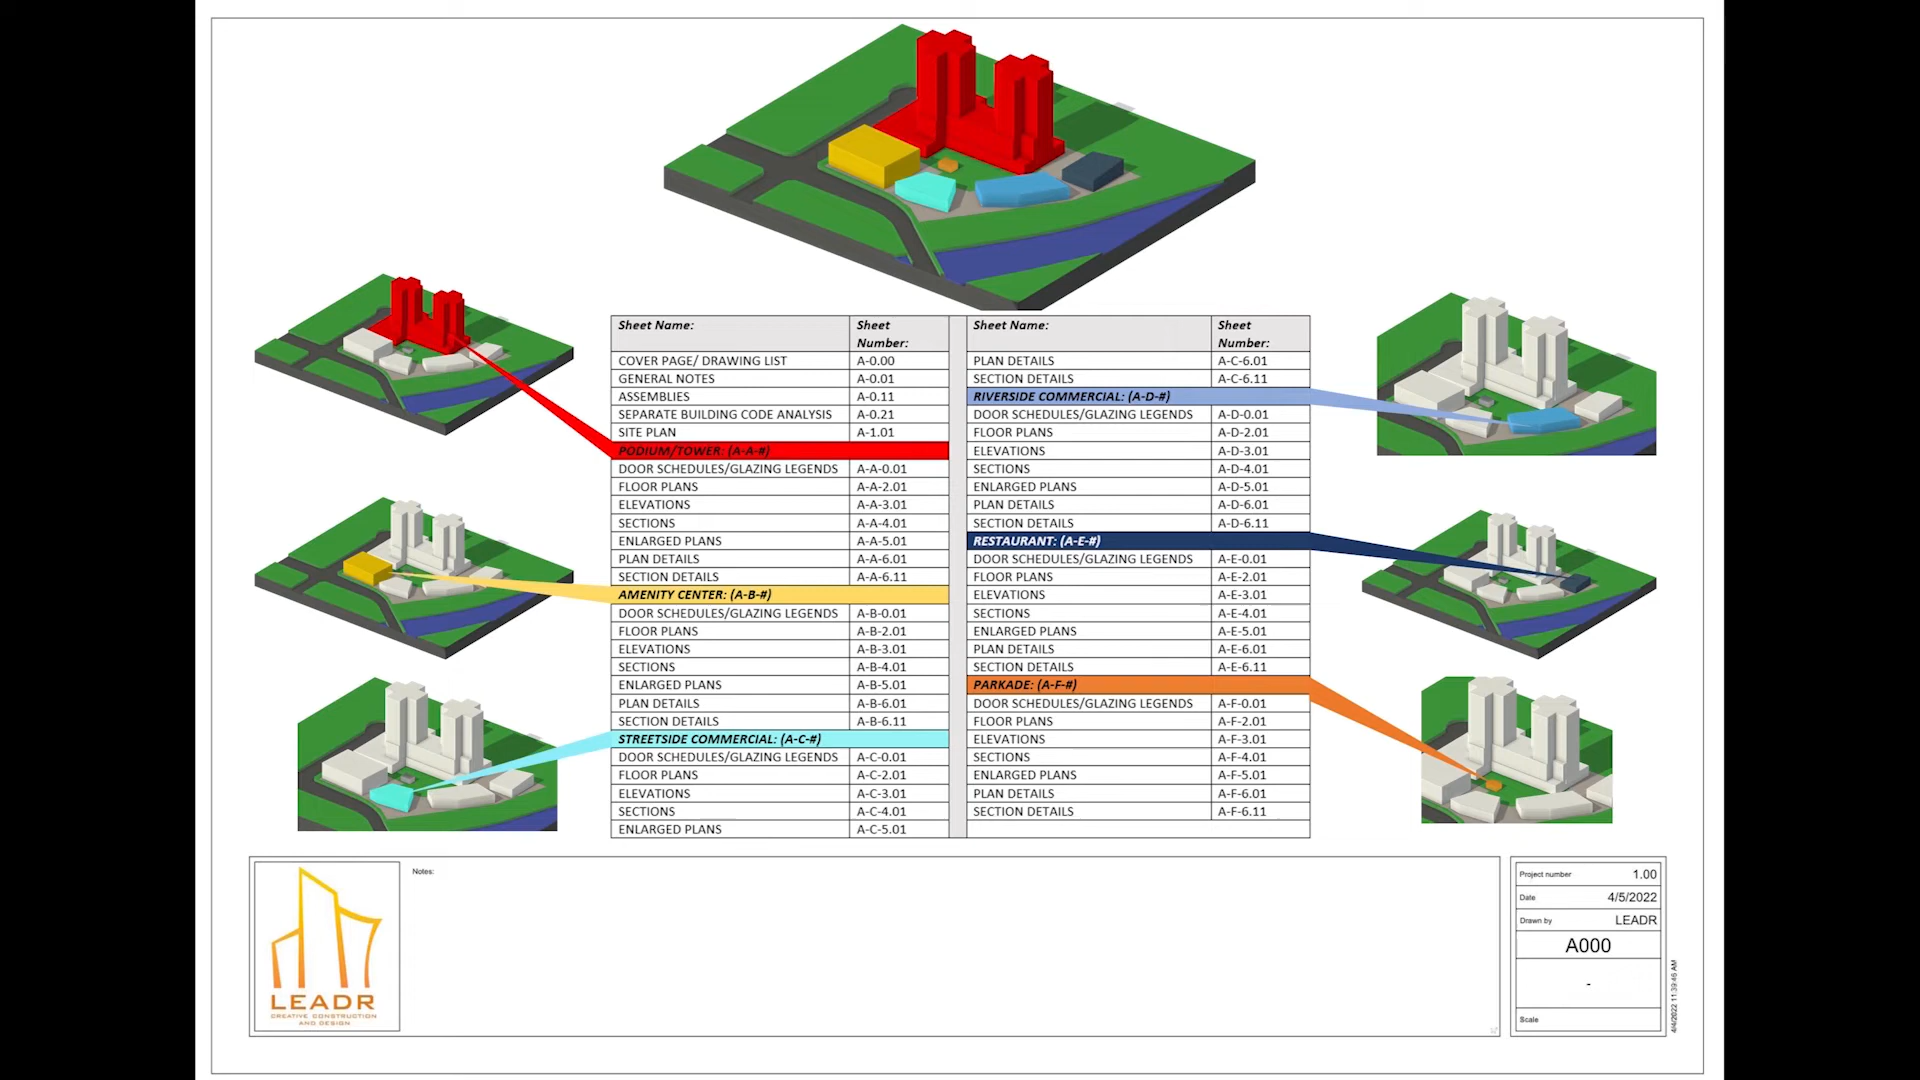 Sheet Name: Sheet Number:
COVER PAGE/ DRAWING LIST A-0.00
GENERAL NOTES A-0.01
ASSEMBLIES A-0.11
SEPARATE BUILDING CODE ANALYSIS A-0.21
SITE PLAN A-1.01
PODIUM/TOWER: (A-A-#)
DOOR SCHEDULES/GLAZING LEGENDS A-A-0.01
FLOOR PLANS A-A-2.01
ELEVATIONS A-A-3.01
SECTIONS A-A-4.01
ENLARGED PLANS A-A-5.01
PLAN DETAILS A-A-6.01
SECTION DETAILS A-A-6.11
AMENITY CENTER: (A-B-#)
DOOR SCHEDULES/GLAZING LEGENDS A-B-0.01
FLOOR PLANS A-B-2.01
ELEVATIONS A-B-3.01
SECTIONS A-B-4.01
ENLARGED PLANS A-B-5.01
PLAN DETAILS A-B-6.01
SECTION DETAILS A-B-6.11
STREETSIDE COMMERCIAL: (A-C-#)
DOOR SCHEDULES/GLAZING LEGENDS A-C-0.01
FLOOR PLANS A-C-2.01
ELEVATIONS A-C-3.01
SECTIONS A-C-4.01
ENLARGED PLANS A-C-5.01
Sheet Name: Sheet Number:
PLAN DETAILS A-C-6.01
SECTION DETAILS A-C-6.11
RIVERSIDE COMMERCIAL: (A-D-#)
DOOR SCHEDULES/GLAZING LEGENDS A-D-0.01
FLOOR PLANS A-D-2.01
ELEVATIONS A-D-3.01
SECTIONS A-D-4.01
ENLARGED PLANS A-D-5.01
PLAN DETAILS A-D-6.01
SECTION DETAILS A-D-6.11
RESTAURANT: (A-E-#)
DOOR SCHEDULES/GLAZING LEGENDS A-E-0.01
FLOOR PLANS A-E-2.01
ELEVATIONS A-E-3.01
SECTIONS A-E-4.01
ENLARGED PLANS A-E-5.01
PLAN DETAILS A-E-6.01
SECTION DETAILS A-E-6.11
PARKADE: (A-F-#)
DOOR SCHEDULES/GLAZING LEGENDS A-F-0.01
FLOOR PLANS A-F-2.01
ELEVATIONS A-F-3.01
SECTIONS A-F-4.01
ENLARGED PLANS A-F-5.01
PLAN DETAILS A-F-6.01
SECTION DETAILS A-F-6.11
LEADR
CREATIVE CONSTRUCTION
AND DESIGN
Notes:
Project number 1.00
Date 4/5/2022
Drawn by LEADR
A000
-
Scale
4/4/2022 11:39:46 AM